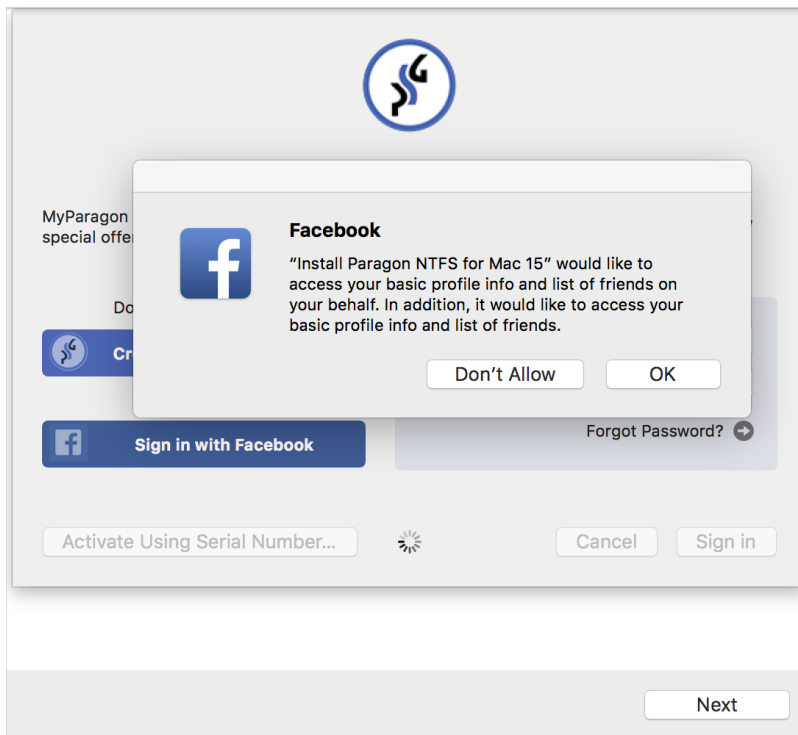 MyParagon
special offe
Facebook
“Install Paragon NTFS for Mac 15” would like to
access your basic profile info and list of friends on
your behalf. In addition, it would like to access your
basic profile info and list of friends.
Don’t Allow
OK
Do
Cr
Sign in with Facebook
Forgot Password?
Activate Using Serial Number...
Cancel
Sign in
Next